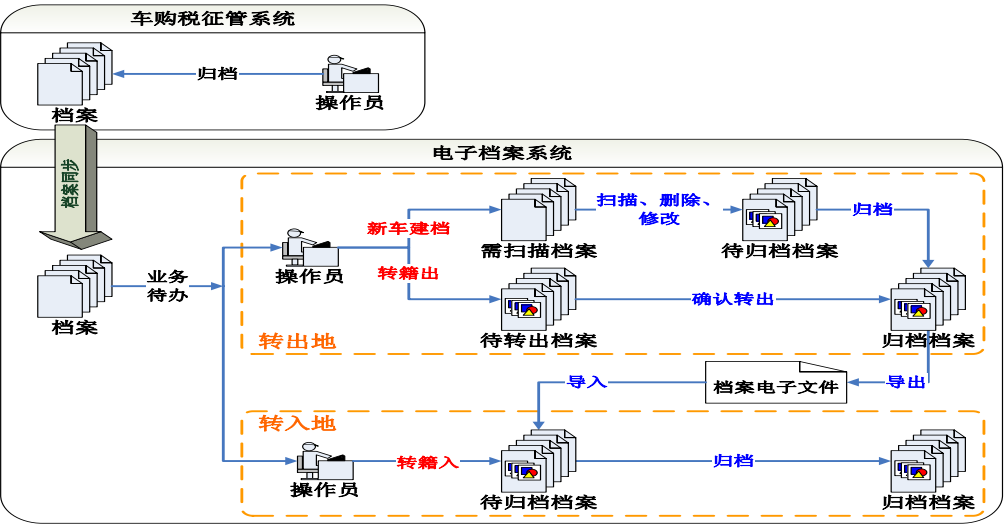 车购税征管系统
归档
操作员
档案
档案同步
电子档案系统
档案
业务
待办
操作员
新车建档
转籍出
需扫描档案
扫描、删除、
修改
待归档档案
归档
待转出档案
确认转出
归档档案
转出地
导入
档案电子文件
导出
转入地
操作员
转籍入
待归档档案
归档
归档档案